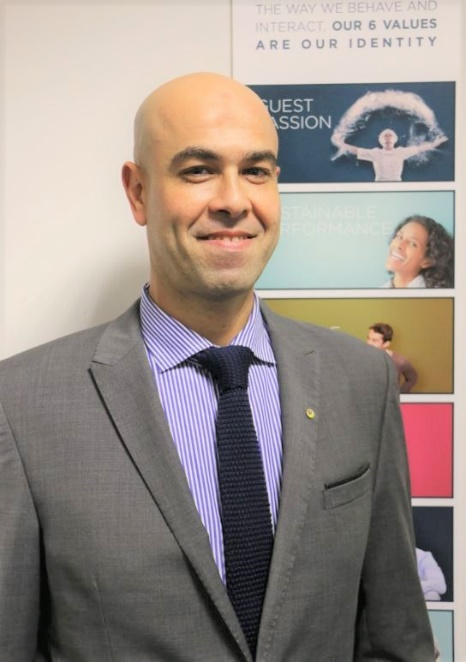 THE WAY WE BEHAVE AND
INTERACT. OUR 6 VALUES
ARE OUR IDENTITY
GUEST
PASSION
SUSTAINABLE
PERFORMANCE